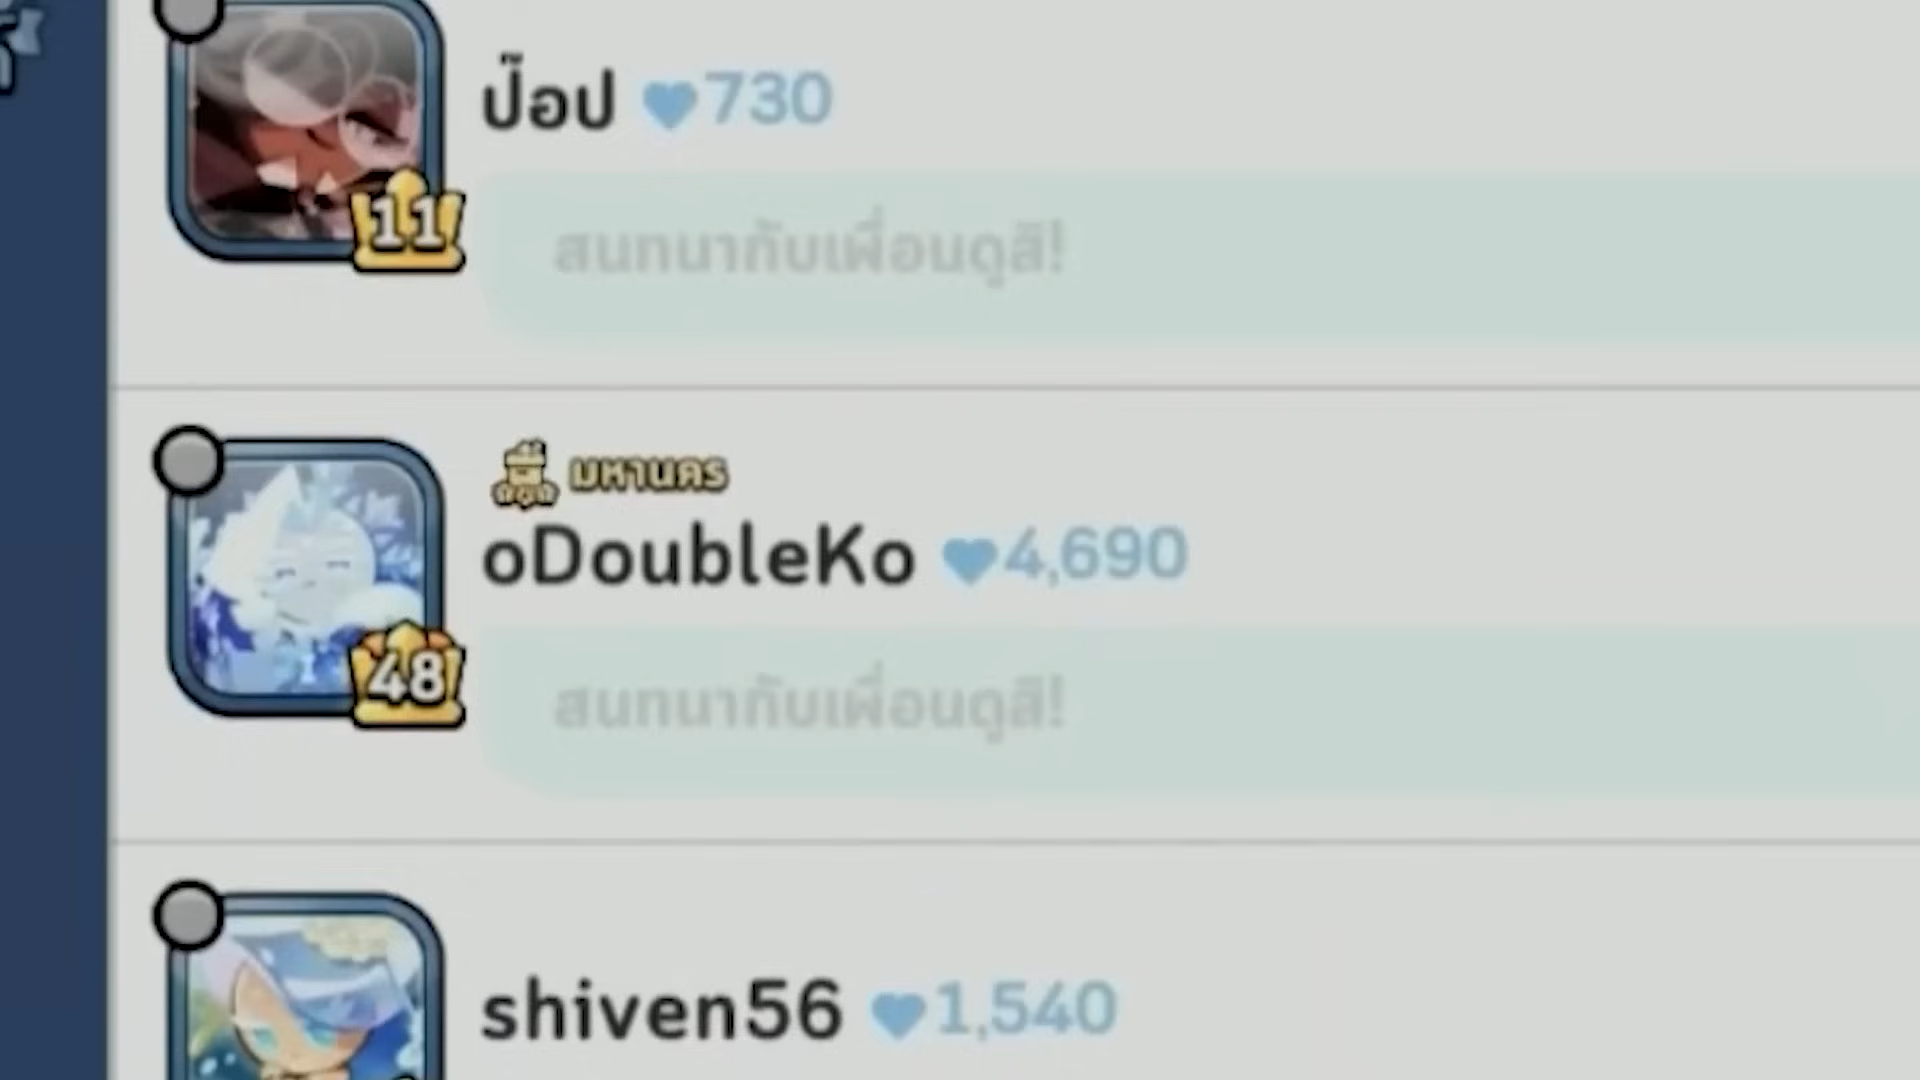 ป๊อป 730
11
สนทนากับเพื่อนดูสิ!
มหานคร
oDoubleKo 4,690
48
สนทนากับเพื่อนดูสิ!
shiven56 1,540